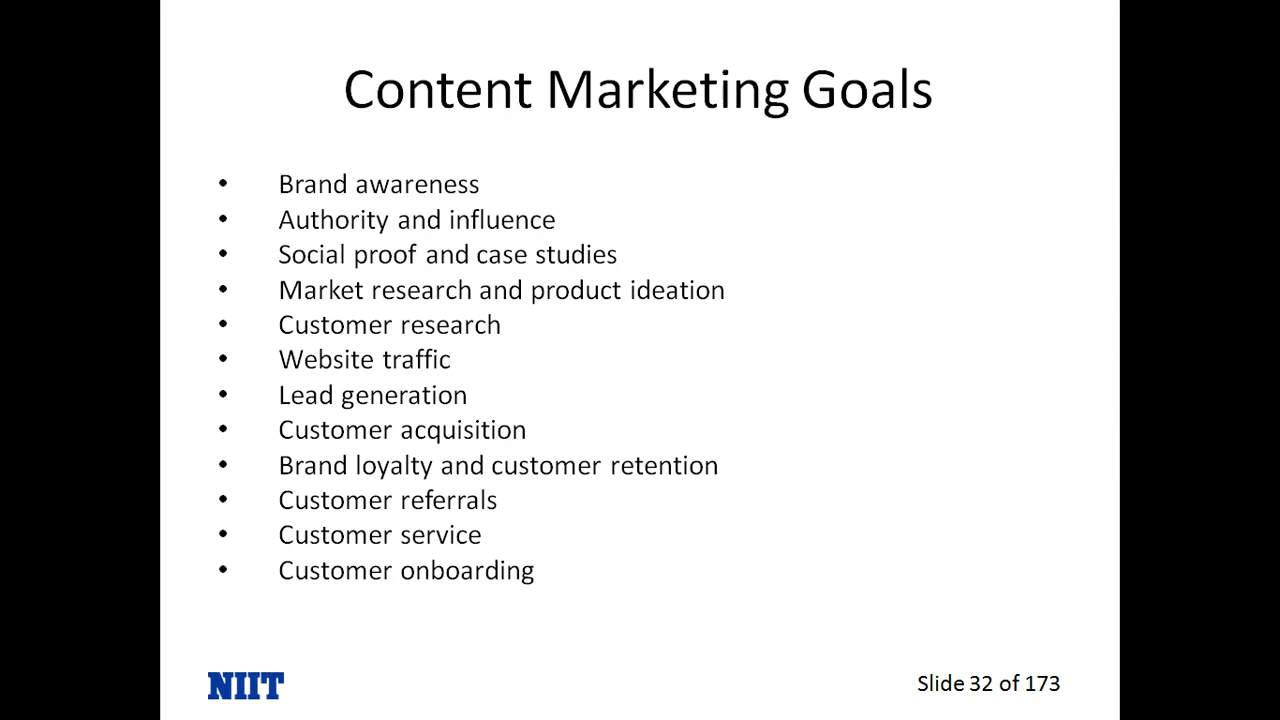 Content Marketing Goals
• Brand awareness
• Authority and influence
• Social proof and case studies
• Market research and product ideation
• Customer research
• Website traffic
• Lead generation
• Customer acquisition
• Brand loyalty and customer retention
• Customer referrals
• Customer service
• Customer onboarding
NIIT
Slide 32 of 173